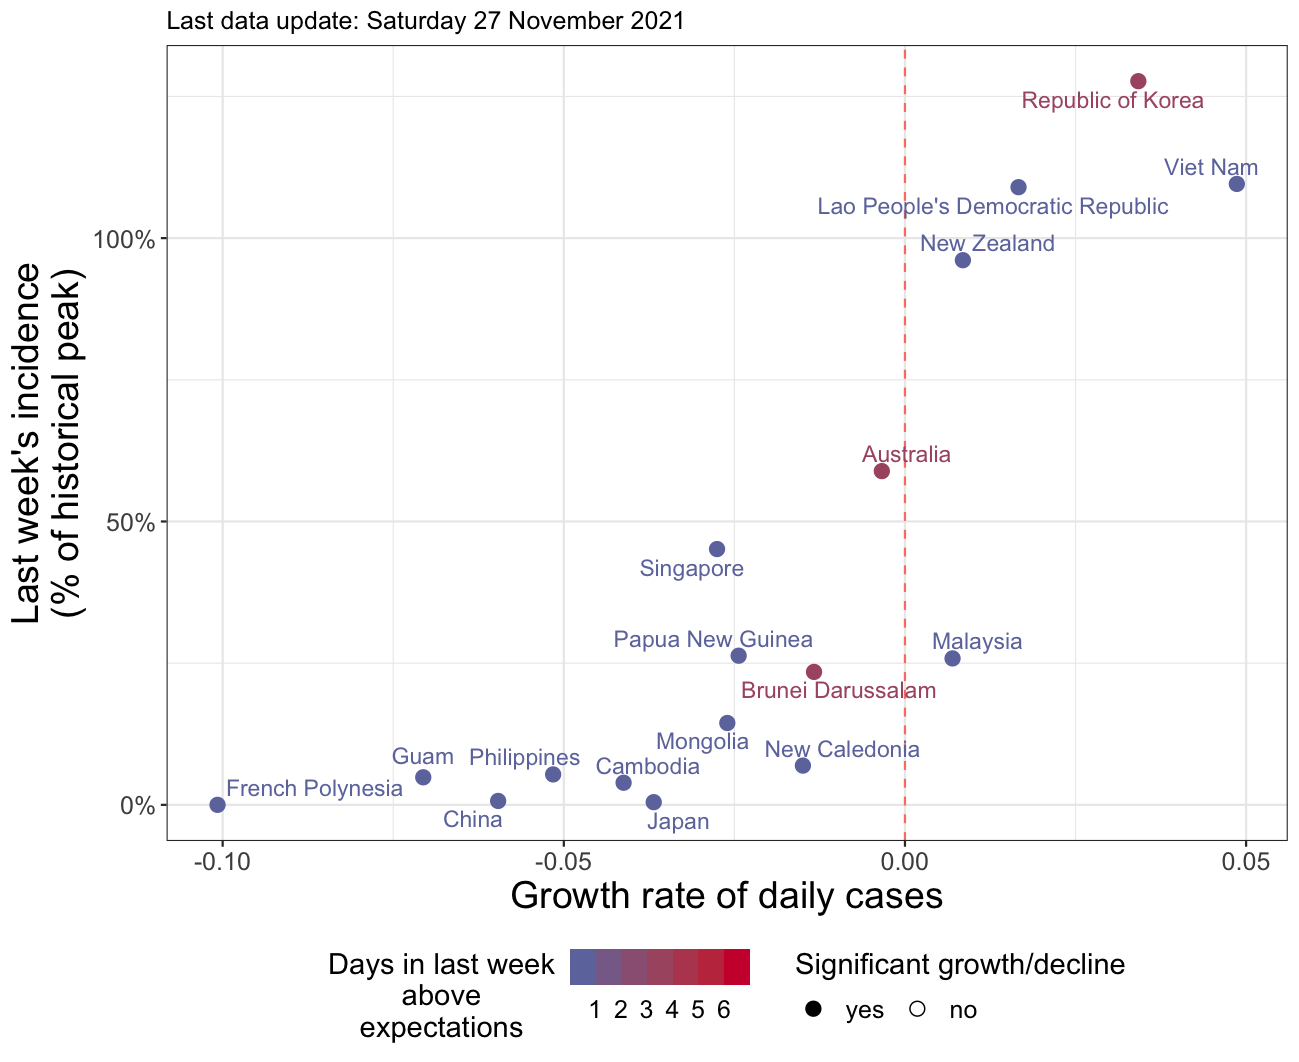 Last data update: Saturday 27 November 2021
Last week's incidence
(% of historical peak)
100%
50%
0%
Republic of Korea
Viet Nam
Lao People's Democratic Republic
New Zealand
Australia
Singapore
Papua New Guinea
Malaysia
Brunei Darussalam
Mongolia
New Caledonia
Guam
Philippines
Cambodia
French Polynesia
China
Japan
-0.10
-0.05
0.00
0.05
Growth rate of daily cases
Days in last week
above
expectations
1 2 3 4 5 6
Significant growth/decline
yes
no